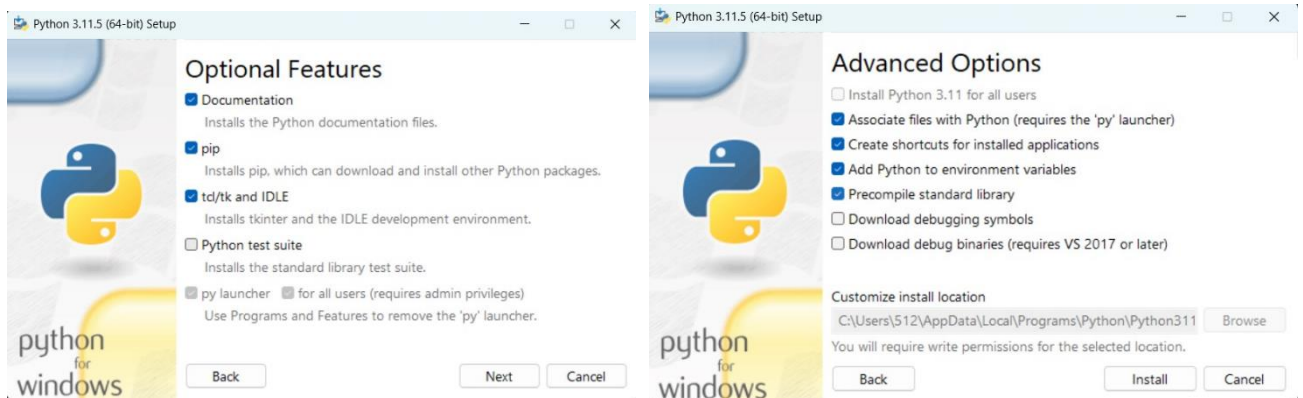 Python 3.11.5 (64-bit) Setup
Optional Features
Documentation
Installs the Python documentation files.
pip
Installs pip, which can download and install other Python packages.
tcl/tk and IDLE
Installs tkinter and the IDLE development environment.
Python test suite
Installs the standard library test suite.
py launcher for all users (requires admin privileges)
Use Programs and Features to remove the 'py' launcher.
python
for
windows
Back Next Cancel
Python 3.11.5 (64-bit) Setup
Advanced Options
Install Python 3.11 for all users
Associate files with Python (requires the 'py' launcher)
Create shortcuts for installed applications
Add Python to environment variables
Precompile standard library
Download debugging symbols
Download debug binaries (requires VS 2017 or later)
Customize install location
C:\Users\512\AppData\Local\Programs\Python\Python311 Browse
You will require write permissions for the selected location.
python
for
windows
Back Install Cancel